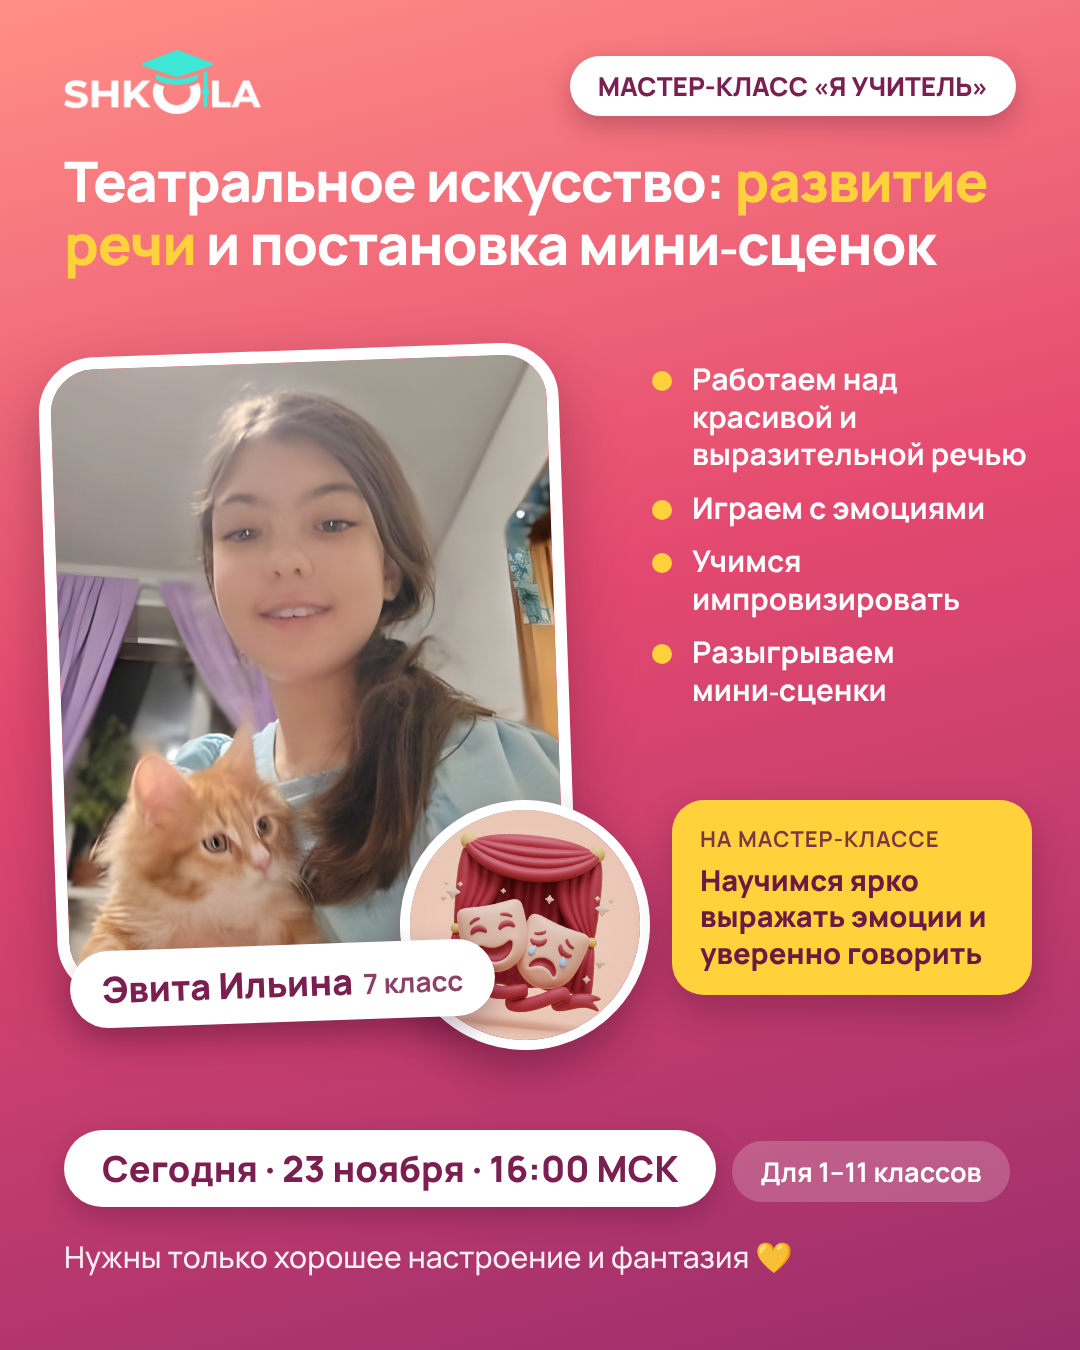 SHKOLA
МАСТЕР-КЛАСС «Я УЧИТЕЛЬ»
Театральное искусство: развитие
речи и постановка мини-сценок
Работаем над
красивой и
выразительной речью
Играем с эмоциями
Учимся
импровизировать
Разыгрываем
мини-сценки
НА МАСТЕР-КЛАССЕ
Научимся ярко
выражать эмоции и
уверенно говорить
Эвита Ильина 7 класс
Сегодня · 23 ноября · 16:00 МСК
Для 1–11 классов
Нужны только хорошее настроение и фантазия 💛